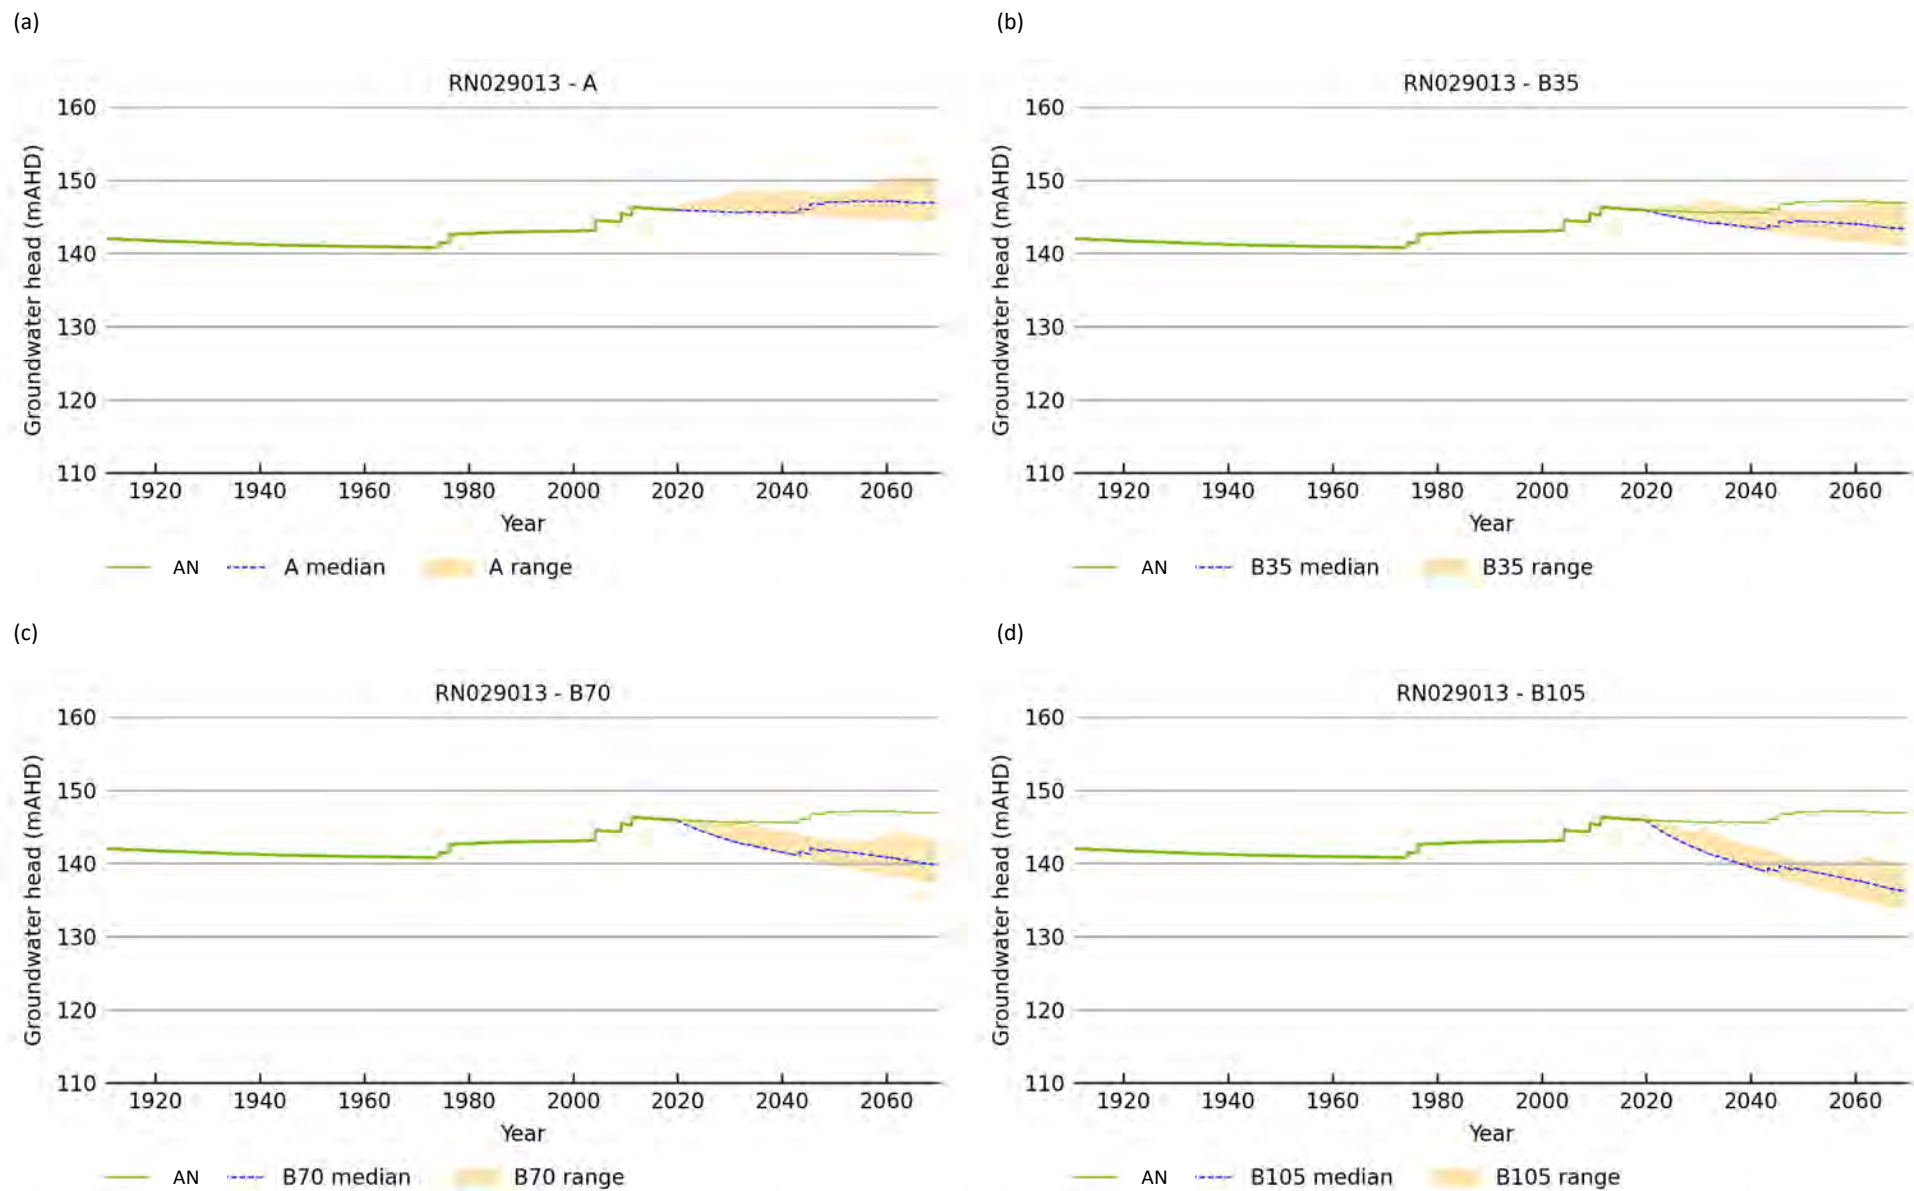 (a)
RN029013 - A
160
150
140
130
120
110
Groundwater head (mAHD)
1920 1940 1960 1980 2000 2020 2040 2060
Year
AN A median A range
(b)
RN029013 - B35
160
150
140
130
120
110
Groundwater head (mAHD)
1920 1940 1960 1980 2000 2020 2040 2060
Year
AN B35 median B35 range
(c)
RN029013 - B70
160
150
140
130
120
110
Groundwater head (mAHD)
1920 1940 1960 1980 2000 2020 2040 2060
Year
AN B70 median B70 range
(d)
RN029013 - B105
160
150
140
130
120
110
Groundwater head (mAHD)
1920 1940 1960 1980 2000 2020 2040 2060
Year
AN B105 median B105 range